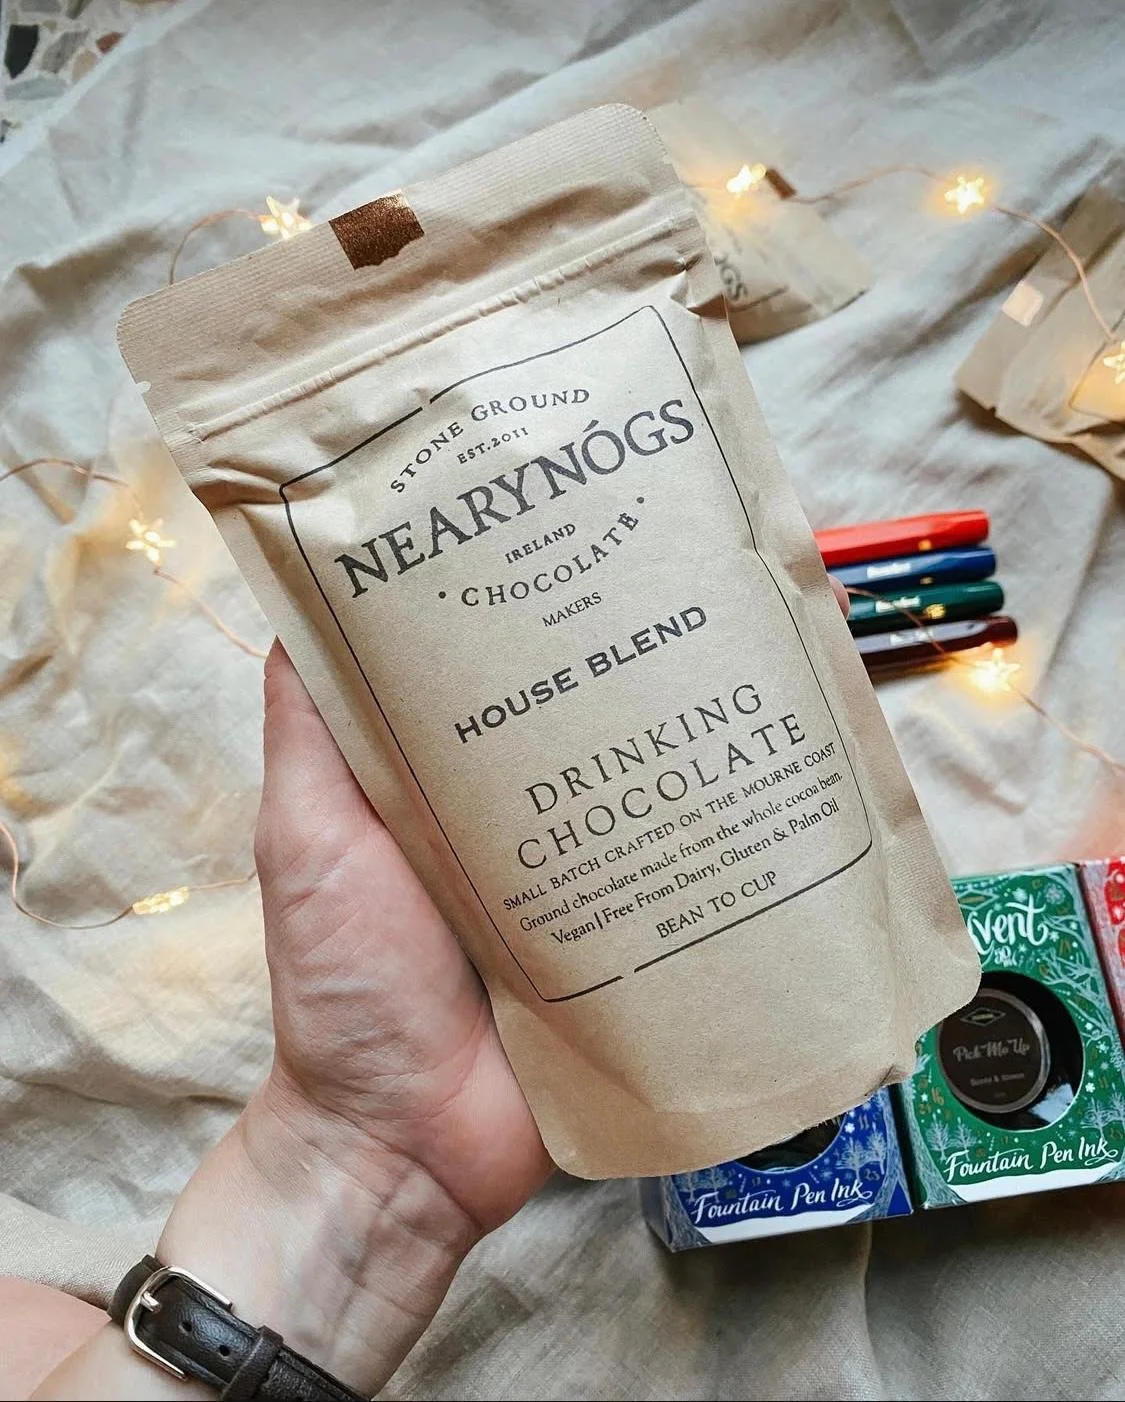 STONE GROUND
EST.2011
NEARYNÓGS
IRELAND
• CHOCOLATE •
MAKERS
HOUSE BLEND
DRINKING
CHOCOLATE
SMALL BATCH CRAFTED ON THE MOURNE COAST
Ground chocolate made from the whole cocoa bean.
Vegan | Free From Dairy, Gluten & Palm Oil
BEAN TO CUP
OGS
vent
Pick Me Up
Fountain Pen Ink
Fountain Pen Ink